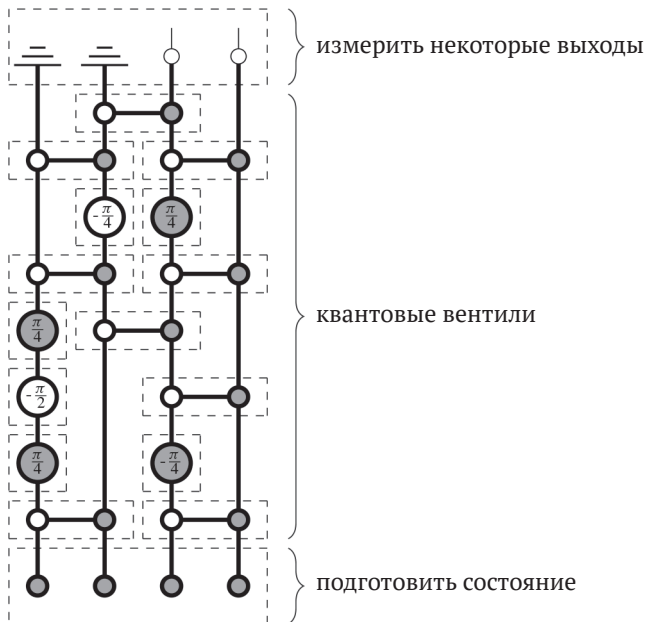 измерить некоторые выходы
-π/4 π/4
π/4
квантовые вентили
-π/2
π/4 -π/4
подготовить состояние